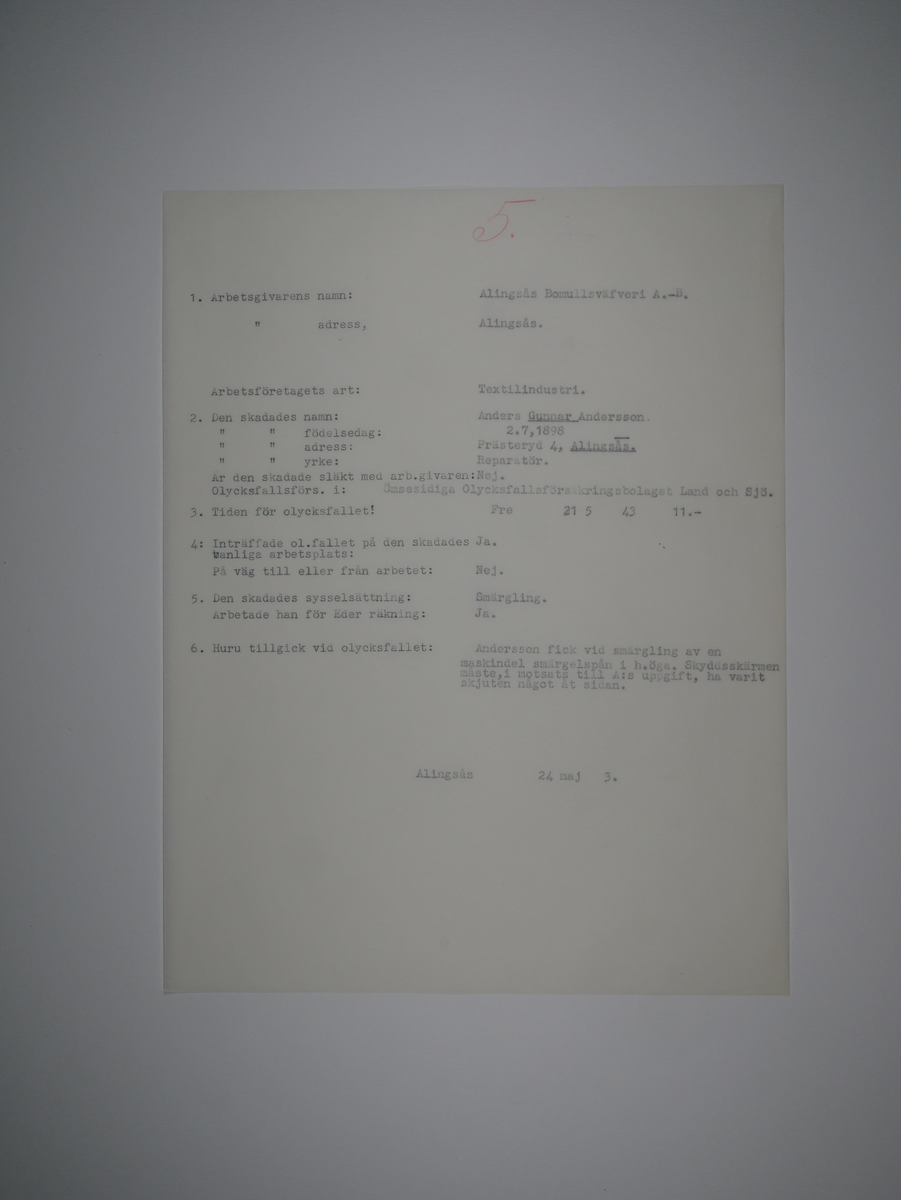 5.
1. Arbetsgivarens namn: Alingsås Bomullsväfveri A.-B.
" adress, Alingsås.
Arbetsföretagets art: Textilindustri.
2. Den skadades namn: Anders Gunnar Andersson.
" " födelsedag: 2.7,1898
" " adress: Prästeryd 4, Alingsås.
" " yrke: Reparatör.
Är den skadade släkt med arb.givaren:Nej.
Olycksfallsförs. i: Ömsesidiga Olycksfallsförsäkringsbolaget Land och Sjö.
3. Tiden för olycksfallet! Fre 21 5 43 11.-
4: Inträffade ol.fallet på den skadades Ja.
vanliga arbetsplats:
På väg till eller från arbetet: Nej.
5. Den skadades sysselsättning: Smärgling.
Arbetade han för Eder räkning: Ja.
6. Huru tillgick vid olycksfallet: Andersson fick vid smärgling av en
maskindel smärgelspån i h.öga. Skyddsskärmen
måste,i motsats till A:s uppgift, ha varit
skjuten något åt sidan.
Alingsås 24 maj 3.